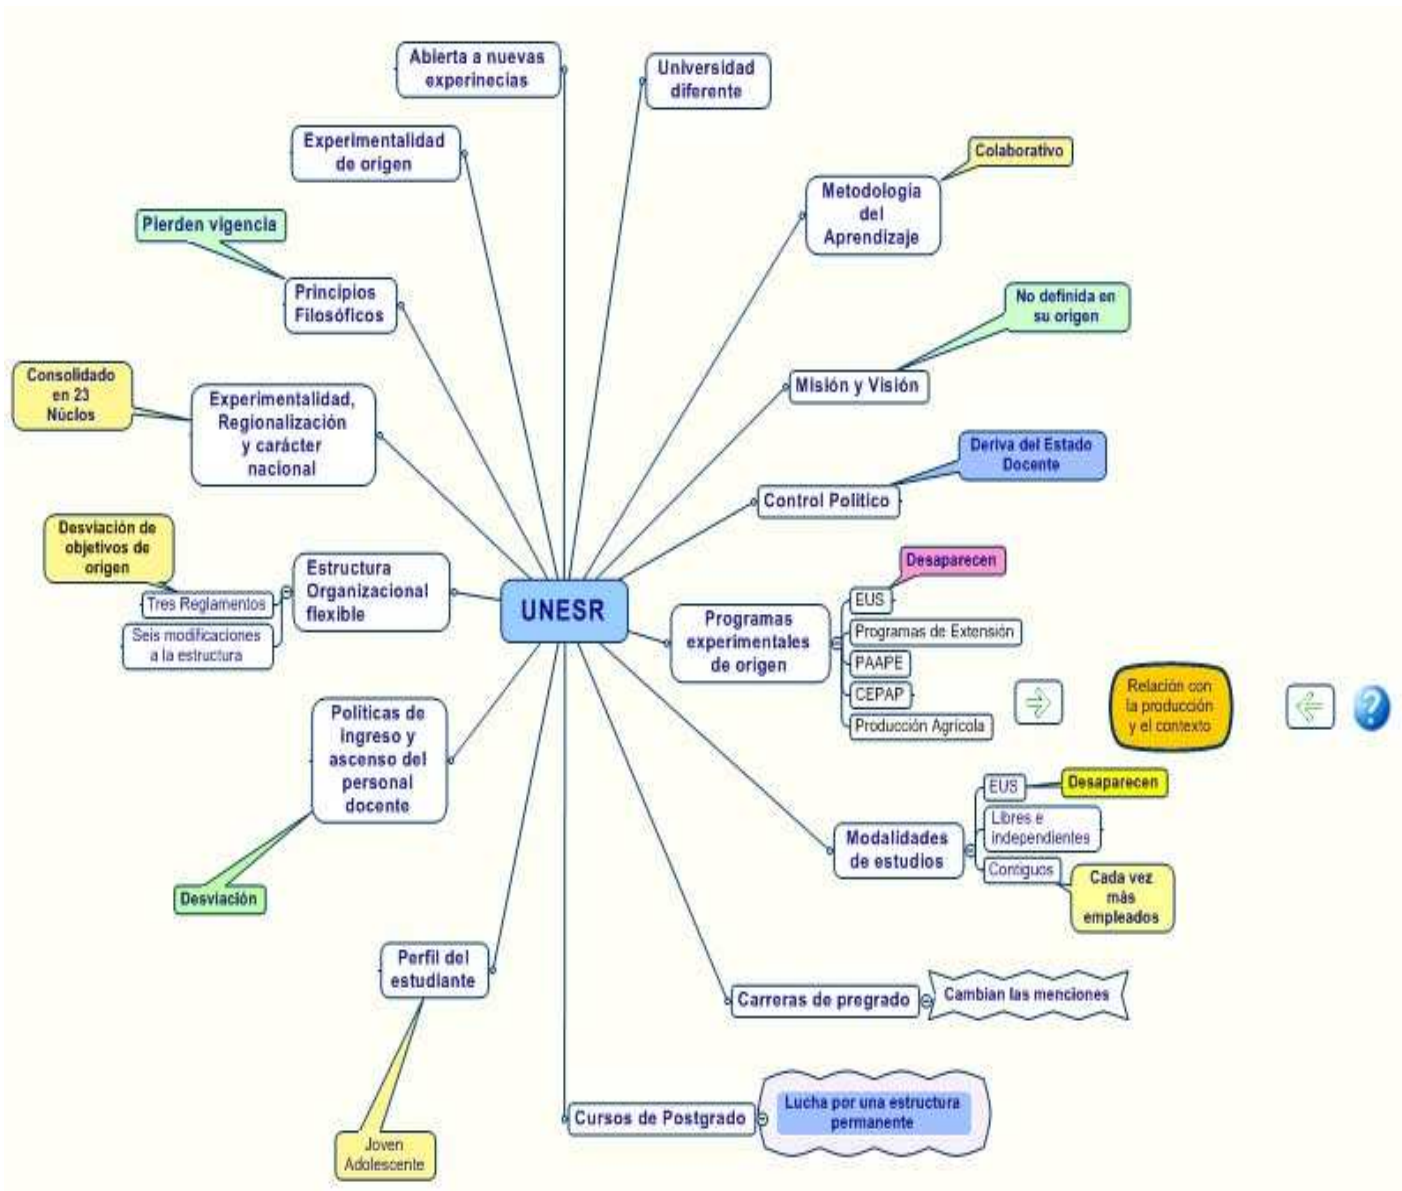 Abierta a nuevas
experinecias
Universidad
diferente
Experimentalidad
de origen
Colaborativo
Metodología
del
Aprendizaje
Pierden vigencia
Principios
Filosóficos
No definida en
su origen
Misión y Visión
Consolidado
en 23
Núclos
Experimentalidad,
Regionalización
y carácter
nacional
Deriva del Estado
Docente
Control Politico
Desviación de
objetivos de
origen
Tres Reglamentos
Seis modificaciones
a la estructura
Estructura
Organizacional
flexible
UNESR
Programas
experimentales
de origen
Desaparecen
EUS
Programas de Extensión
PAAPE
CEPAP
Producción Agrícola
Relación con
la producción
y el contexto
?
Políticas de
ingreso y
ascenso del
personal
docente
Desviación
Modalidades
de estudios
EUS
Desaparecen
Libres e
independientes
Contiguos
Cada vez
más
empleados
Perfil del
estudiante
Joven
Adolescente
Carreras de pregrado
Cambian las menciones
Cursos de Postgrado
Lucha por una estructura
permanente